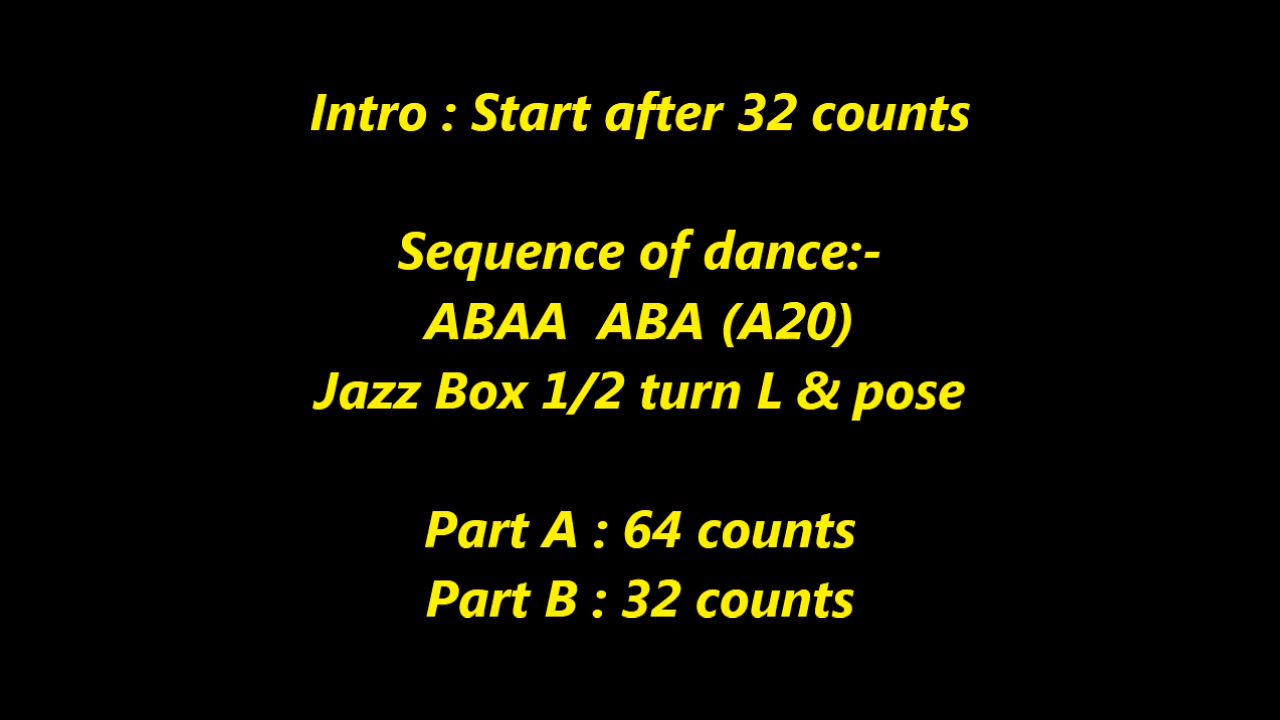 Intro : Start after 32 counts
Sequence of dance:-
ABAA  ABA (A20)
Jazz Box 1/2 turn L & pose
Part A : 64 counts
Part B : 32 counts